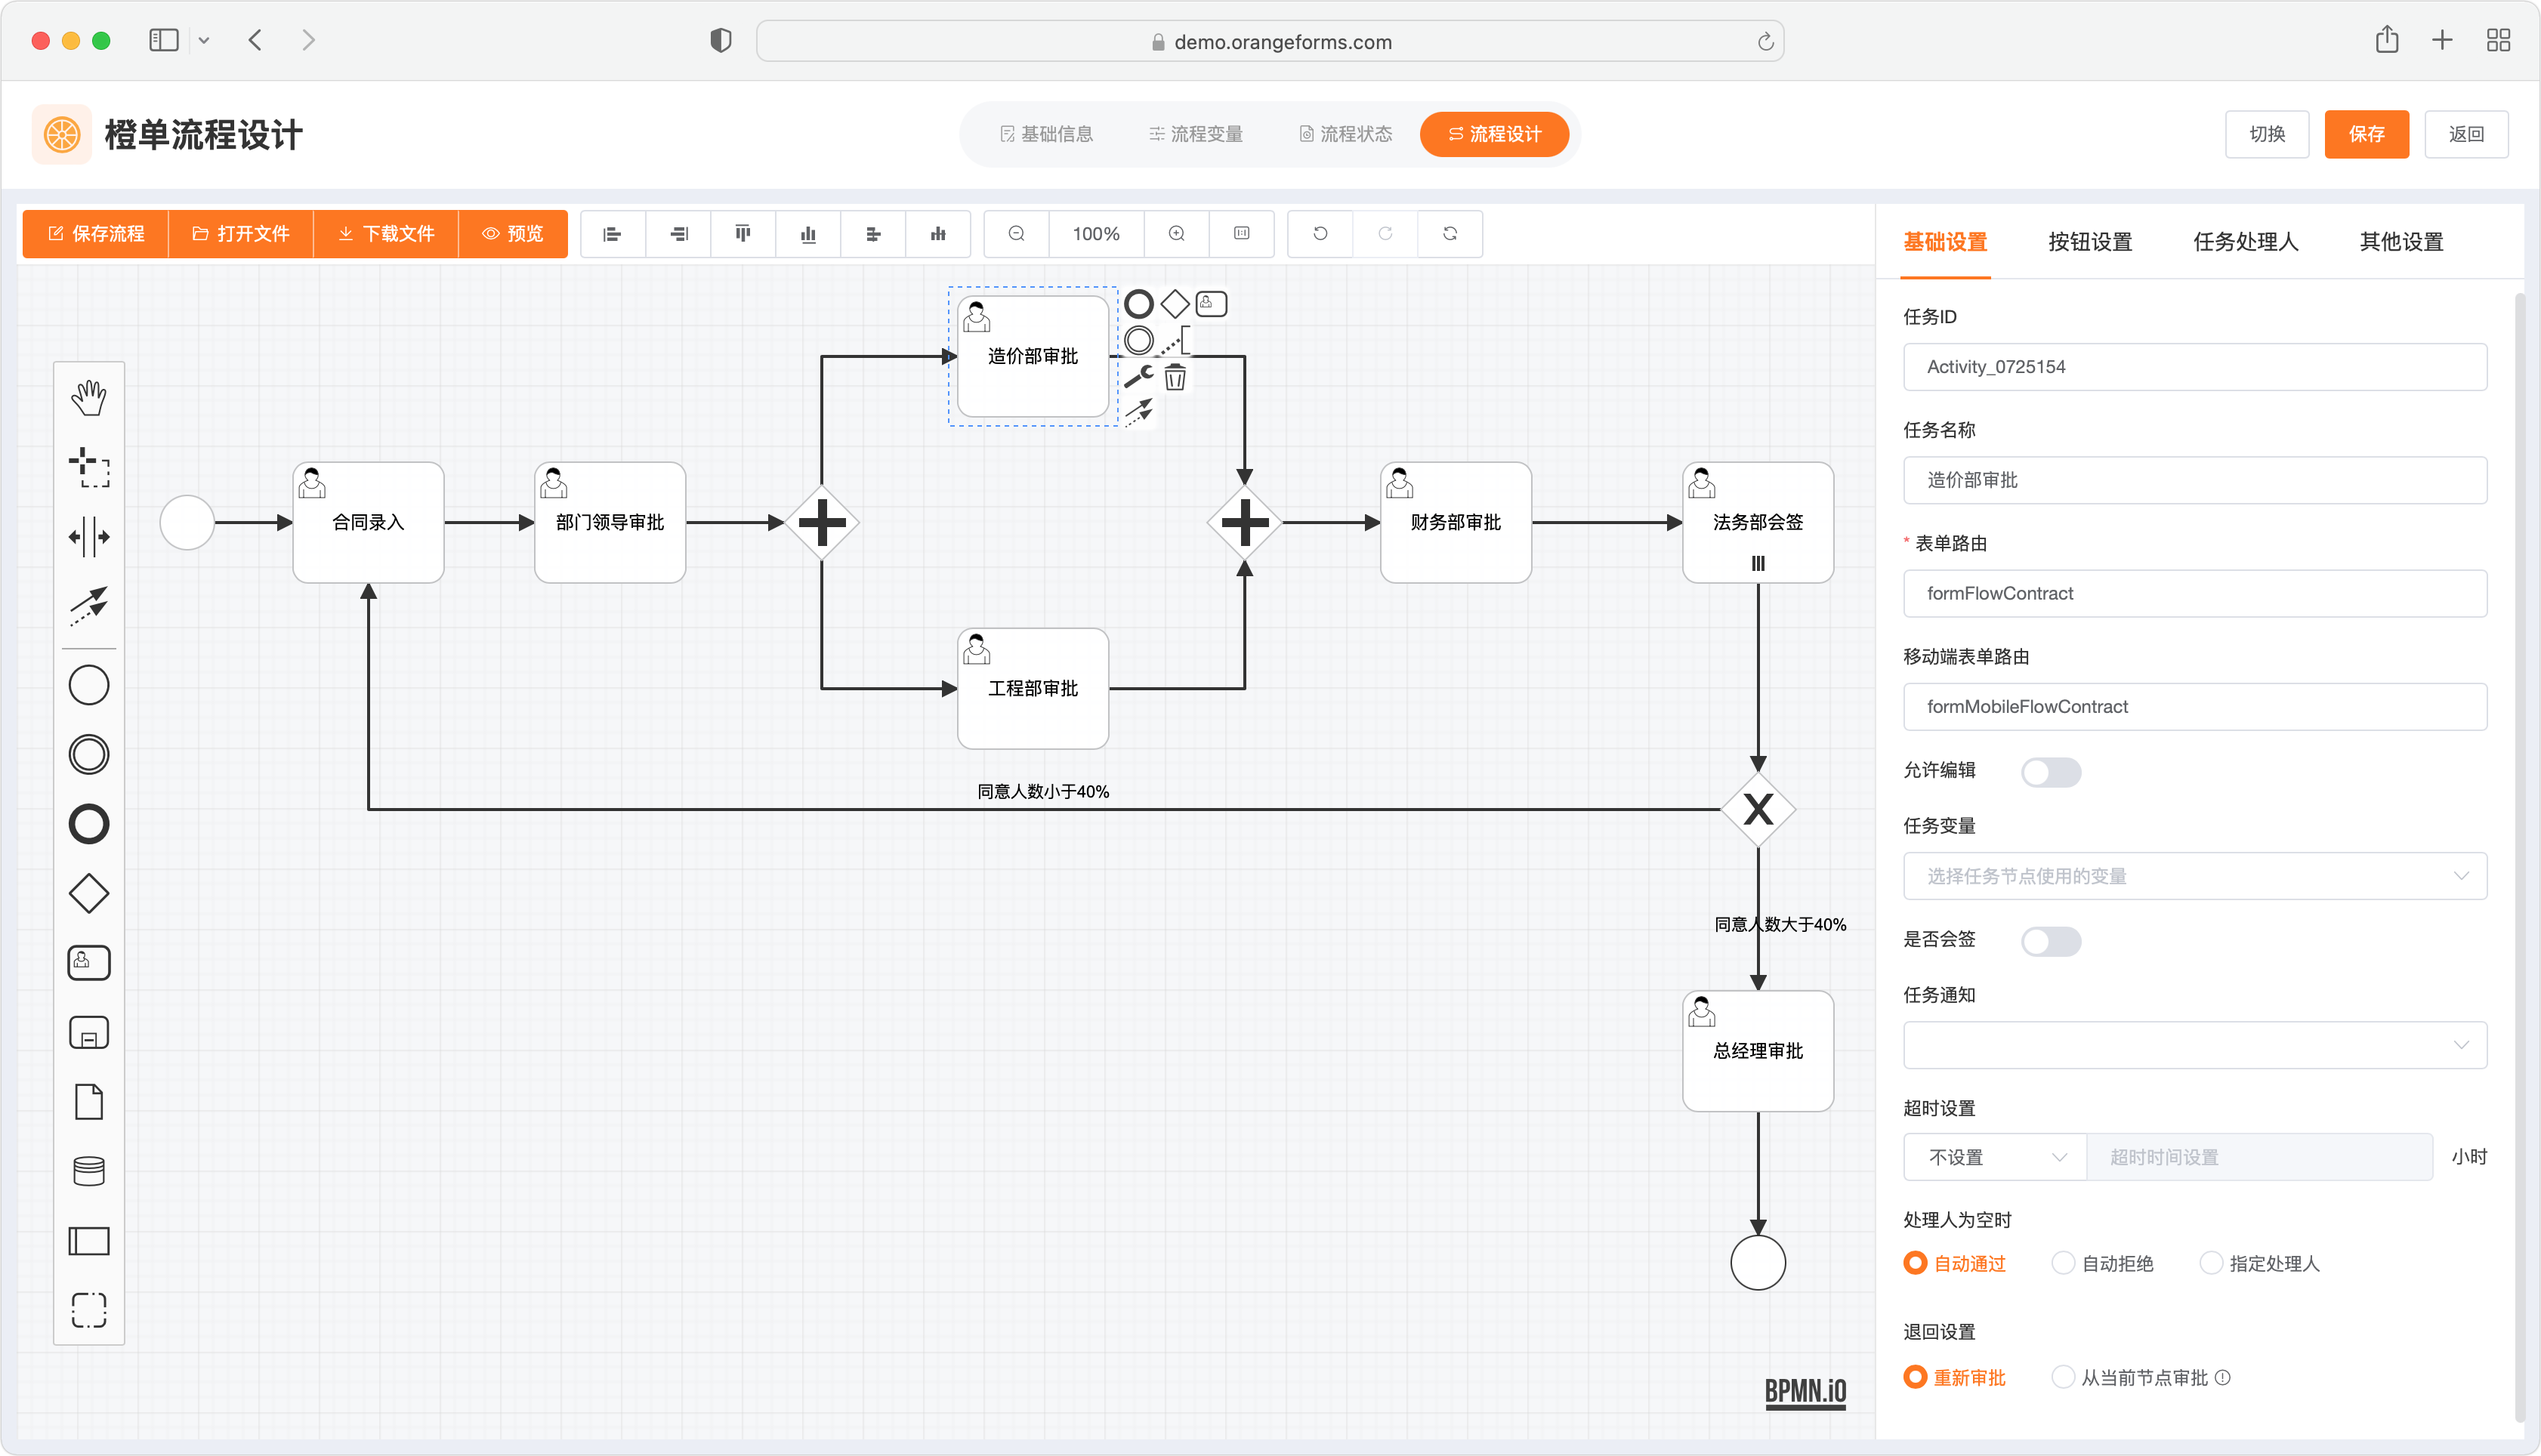 demo.orangeforms.com
橙单流程设计
基础信息
流程变量
流程状态
流程设计
切换
保存
返回
保存流程
打开文件
下载文件
预览
100%
造价部审批
合同录入
部门领导审批
财务部审批
法务部会签
工程部审批
同意人数小于40%
同意人数大于40%
总经理审批
BPMN.iO
基础设置
按钮设置
任务处理人
其他设置
任务ID
Activity_0725154
任务名称
造价部审批
* 表单路由
formFlowContract
移动端表单路由
formMobileFlowContract
允许编辑
任务变量
选择任务节点使用的变量
是否会签
任务通知
超时设置
不设置
超时时间设置
小时
处理人为空时
自动通过
自动拒绝
指定处理人
退回设置
重新审批
从当前节点审批